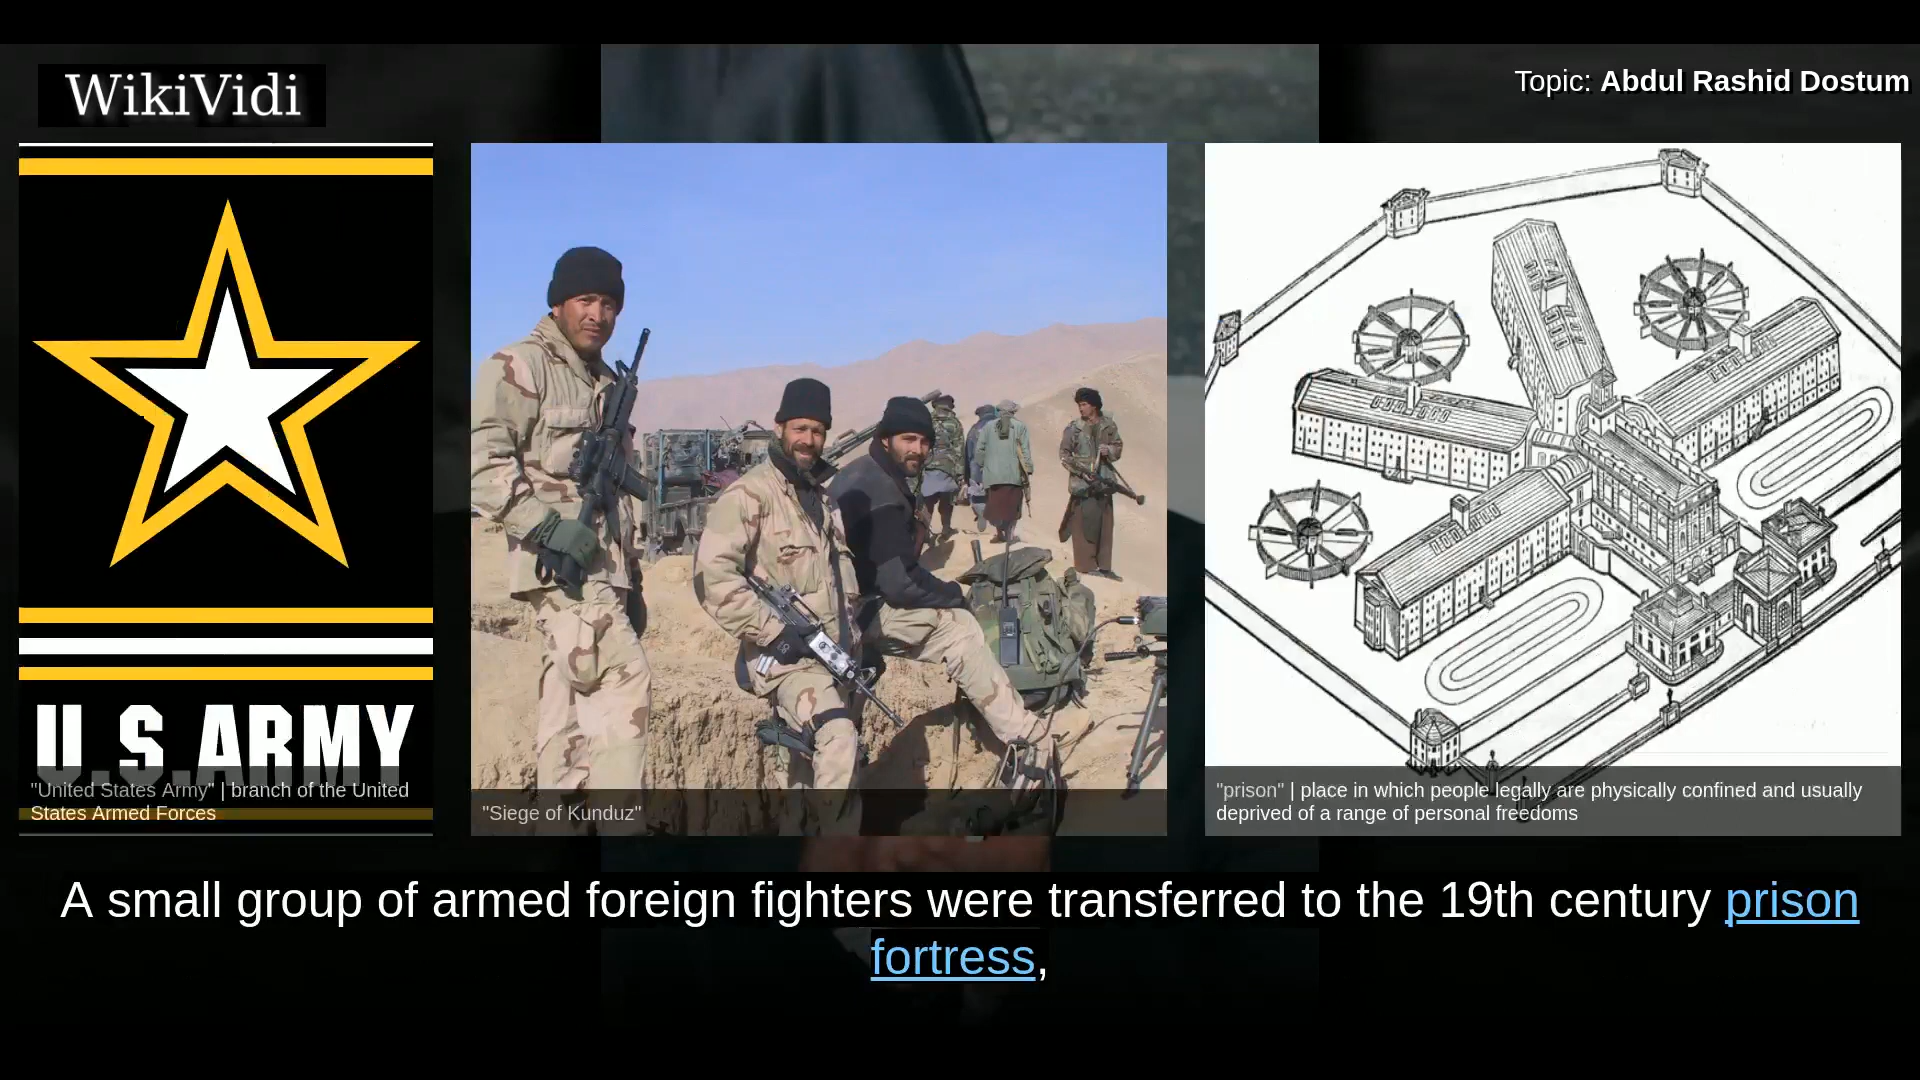 WikiVidi
Topic: Abdul Rashid Dostum
U.S.ARMY
"United States Army" | branch of the United
States Armed Forces
"Siege of Kunduz"
"prison" | place in which people legally are physically confined and usually
deprived of a range of personal freedoms
A small group of armed foreign fighters were transferred to the 19th century prison
fortress,